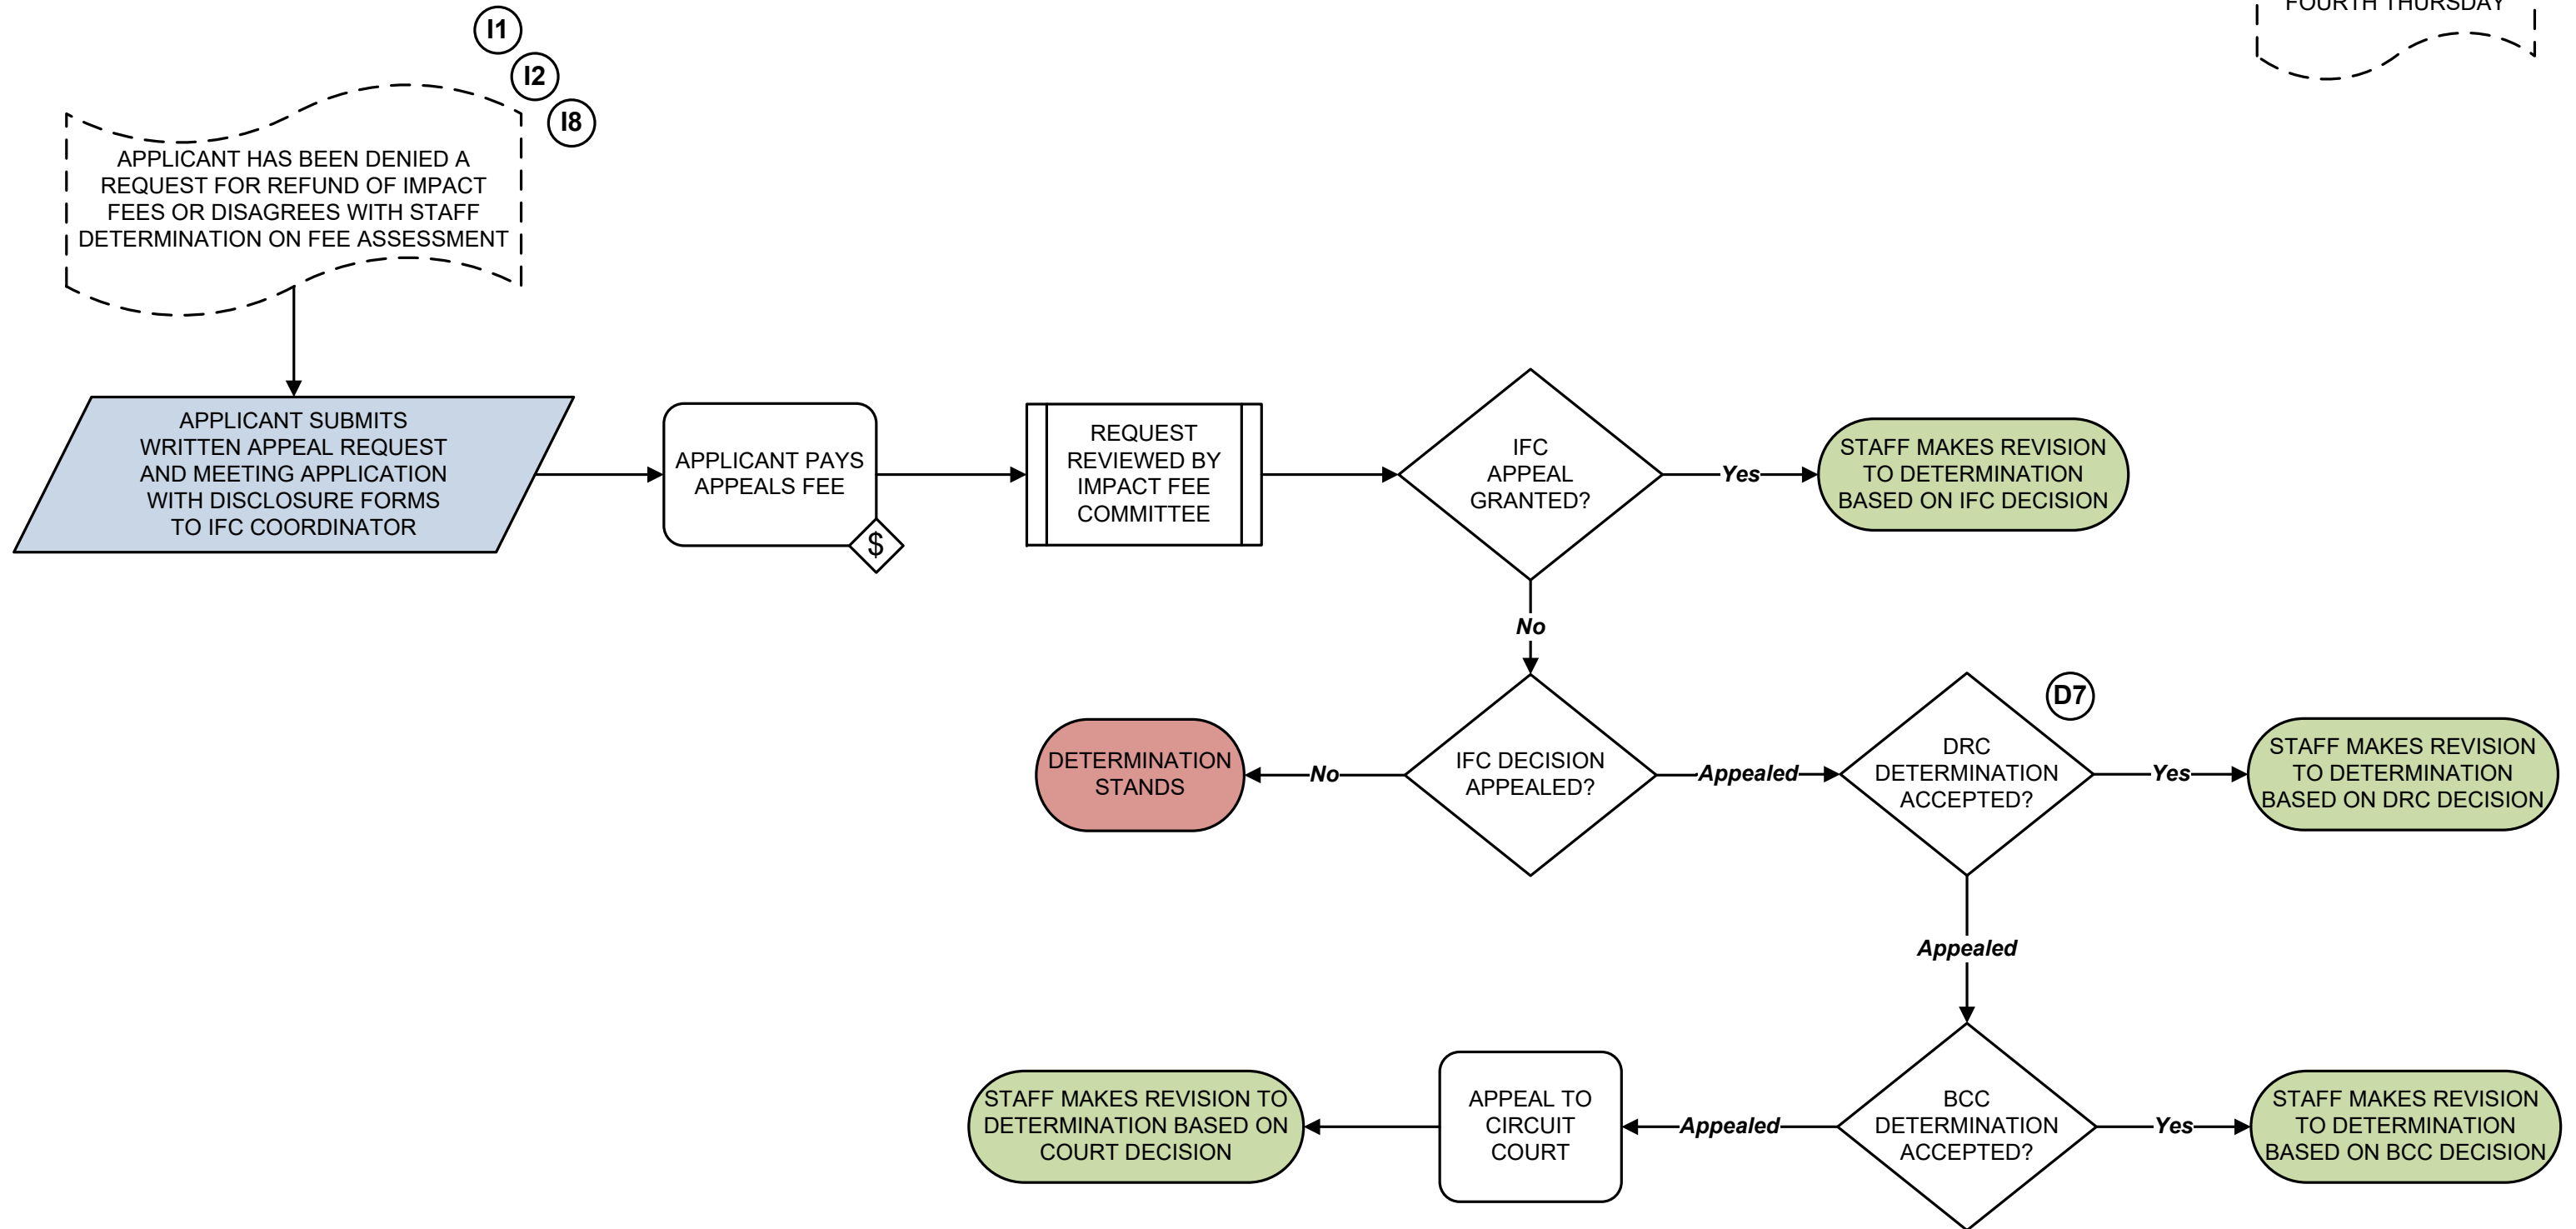 FOURTH THURSDAY
I1
I2
I8
APPLICANT HAS BEEN DENIED A
REQUEST FOR REFUND OF IMPACT
FEES OR DISAGREES WITH STAFF
DETERMINATION ON FEE ASSESSMENT
APPLICANT SUBMITS
WRITTEN APPEAL REQUEST
AND MEETING APPLICATION
WITH DISCLOSURE FORMS
TO IFC COORDINATOR
APPLICANT PAYS
APPEALS FEE
$
REQUEST
REVIEWED BY
IMPACT FEE
COMMITTEE
IFC
APPEAL
GRANTED?
Yes
STAFF MAKES REVISION
TO DETERMINATION
BASED ON IFC DECISION
No
DETERMINATION
STANDS
No
IFC DECISION
APPEALED?
Appealed
DRC
DETERMINATION
ACCEPTED?
D7
Yes
STAFF MAKES REVISION
TO DETERMINATION
BASED ON DRC DECISION
Appealed
STAFF MAKES REVISION TO
DETERMINATION BASED ON
COURT DECISION
APPEAL TO
CIRCUIT
COURT
Appealed
BCC
DETERMINATION
ACCEPTED?
Yes
STAFF MAKES REVISION
TO DETERMINATION
BASED ON BCC DECISION